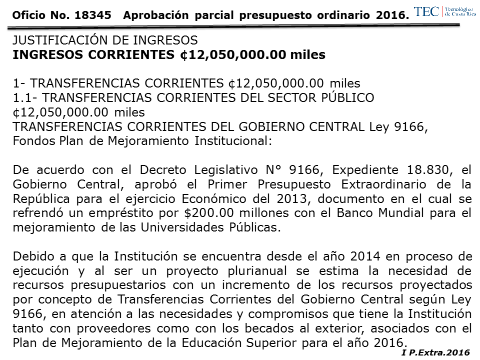 Oficio No. 18345   Aprobación parcial presupuesto ordinario 2016.
TEC | Tecnológico
de Costa Rica
JUSTIFICACIÓN DE INGRESOS
INGRESOS CORRIENTES ¢12,050,000.00 miles
1- TRANSFERENCIAS CORRIENTES ¢12,050,000.00 miles
1.1- TRANSFERENCIAS CORRIENTES DEL SECTOR PÚBLICO
¢12,050,000.00 miles
TRANSFERENCIAS CORRIENTES DEL GOBIERNO CENTRAL Ley 9166,
Fondos Plan de Mejoramiento Institucional:
De acuerdo con el Decreto Legislativo N° 9166, Expediente 18.830, el
Gobierno Central, aprobó el Primer Presupuesto Extraordinario de la
República para el ejercicio Económico del 2013, documento en el cual se
refrendó un empréstito por $200.00 millones con el Banco Mundial para el
mejoramiento de las Universidades Públicas.
Debido a que la Institución se encuentra desde el año 2014 en proceso de
ejecución y al ser un proyecto plurianual se estima la necesidad de
recursos presupuestarios con un incremento de los recursos proyectados
por concepto de Transferencias Corrientes del Gobierno Central según Ley
9166, en atención a las necesidades y compromisos que tiene la Institución
tanto con proveedores como con los becados al exterior, asociados con el
Plan de Mejoramiento de la Educación Superior para el año 2016.
I P.Extra.2016